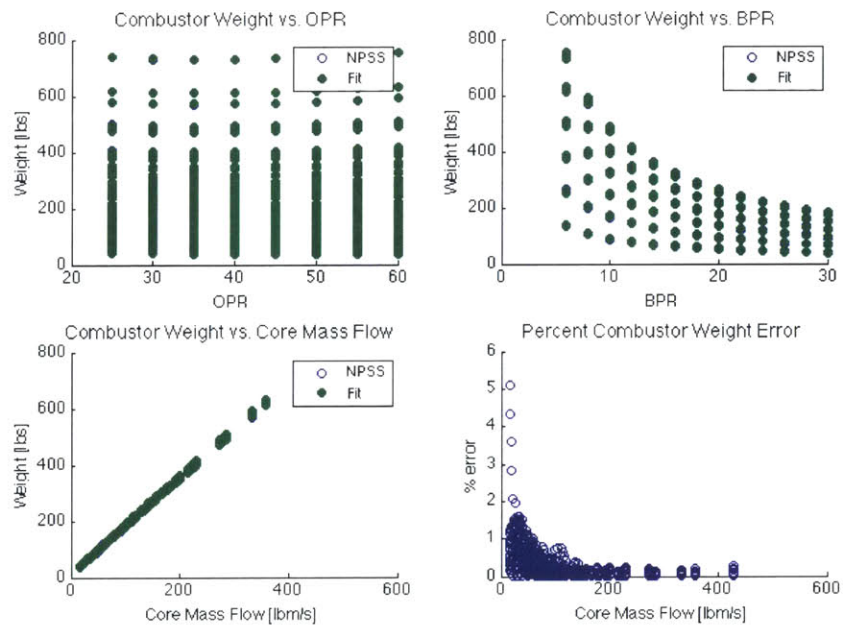 Combustor Weight vs. OPR
800
600
400
200
0
Weight [lbs]
20
30
40
50
60
OPR
NPSS
Fit
Combustor Weight vs. BPR
800
600
400
200
0
Weight [lbs]
0
10
20
30
BPR
NPSS
Fit
Combustor Weight vs. Core Mass Flow
800
600
400
200
0
Weight [lbs]
0
200
400
600
Core Mass Flow [lbm/s]
NPSS
Fit
Percent Combustor Weight Error
6
5
4
3
2
1
0
% error
0
200
400
600
Core Mass Flow [lbm/s]